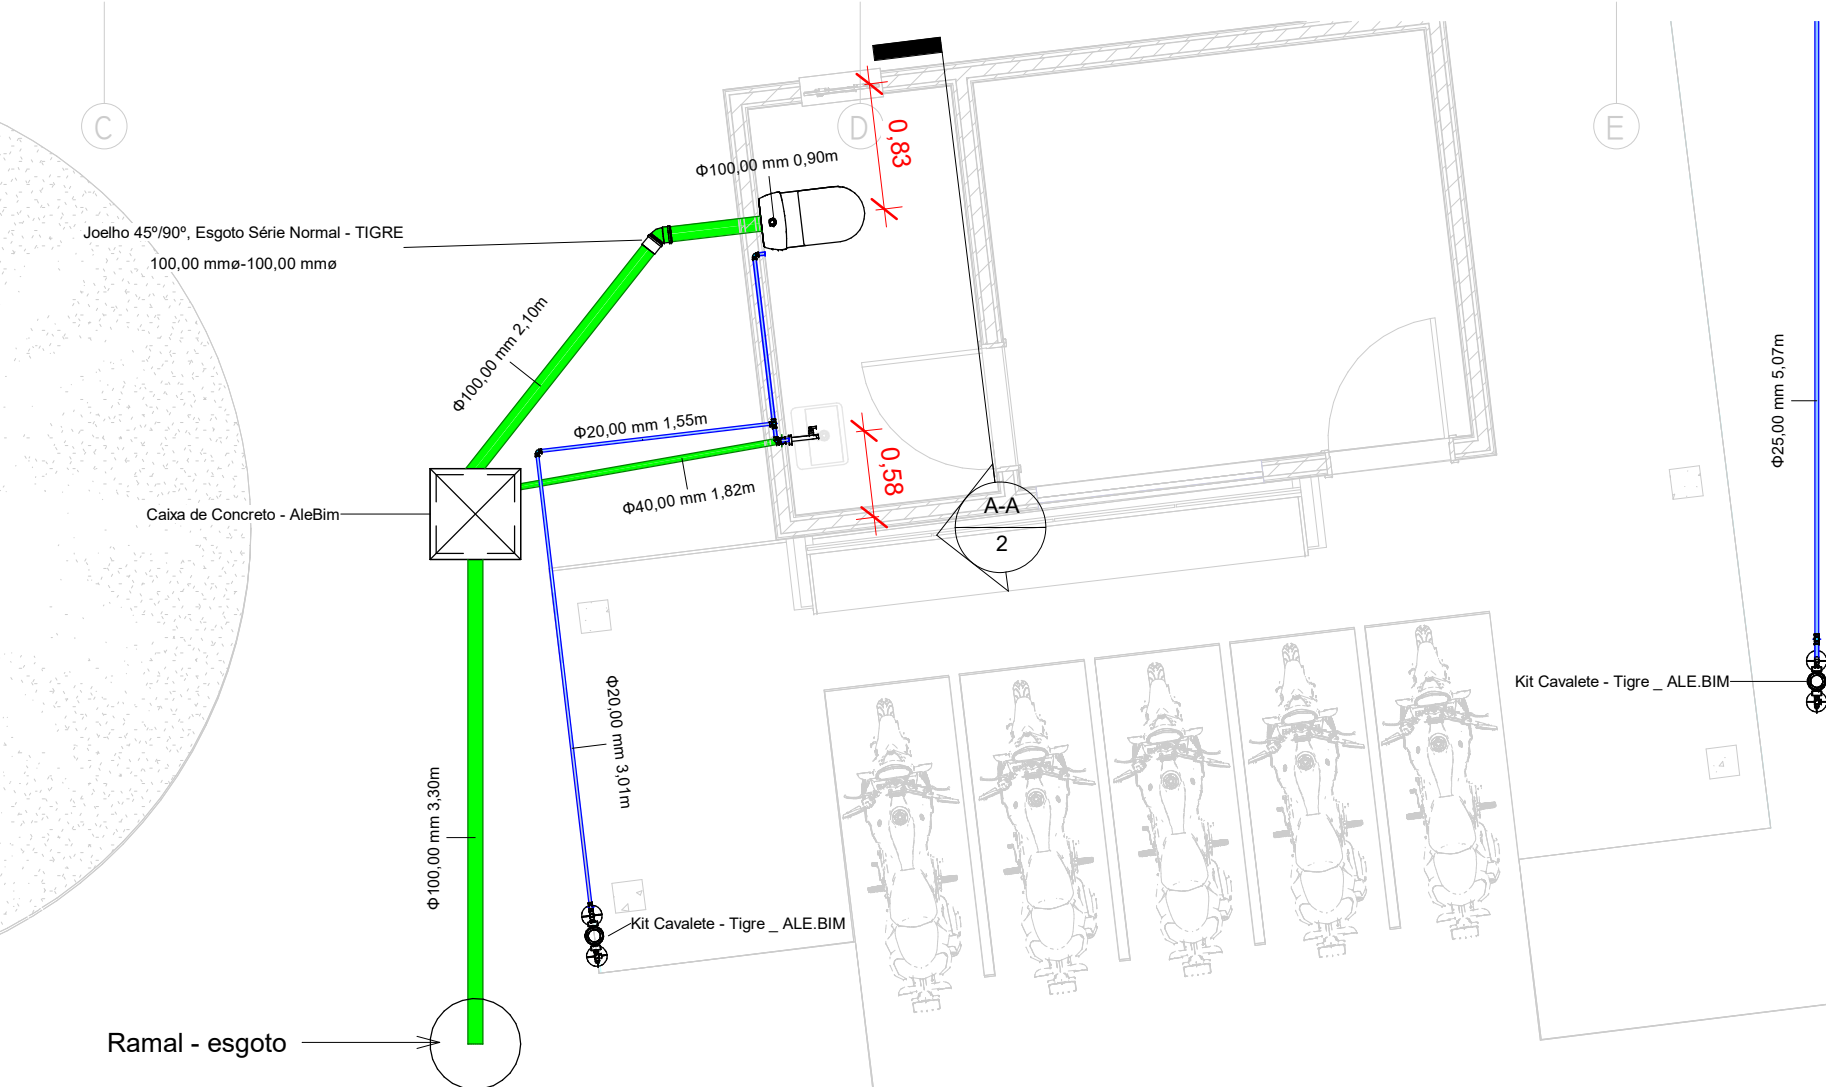 C
D
E
0,83
Φ100,00 mm 0,90m
Joelho 45º/90º, Esgoto Série Normal - TIGRE
100,00 mmø-100,00 mmø
Φ100,00 mm 2,10m
Φ20,00 mm 1,55m
0,58
Φ40,00 mm 1,82m
Caixa de Concreto - AleBim
A-A
2
Φ25,00 mm 5,07m
Φ20,00 mm 3,01m
Kit Cavalete - Tigre _ ALE.BIM
Φ100,00 mm 3,30m
Kit Cavalete - Tigre _ ALE.BIM
Ramal - esgoto